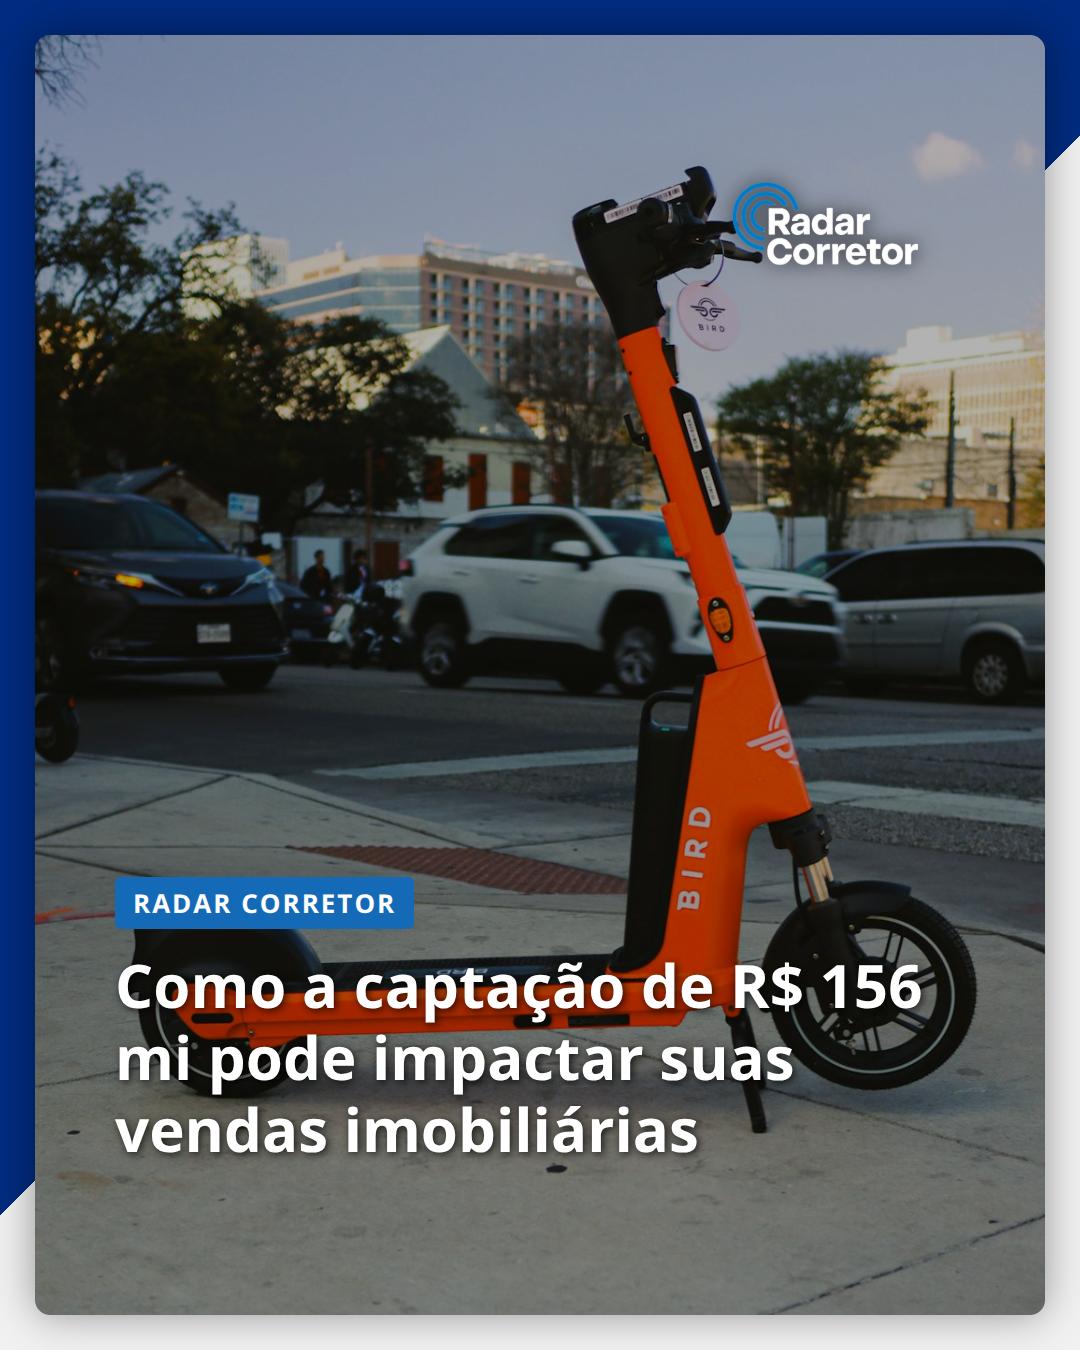 Radar
Corretor
BIRD
BIRD
RADAR CORRETOR
Como a captação de R$ 156
mi pode impactar suas
vendas imobiliárias